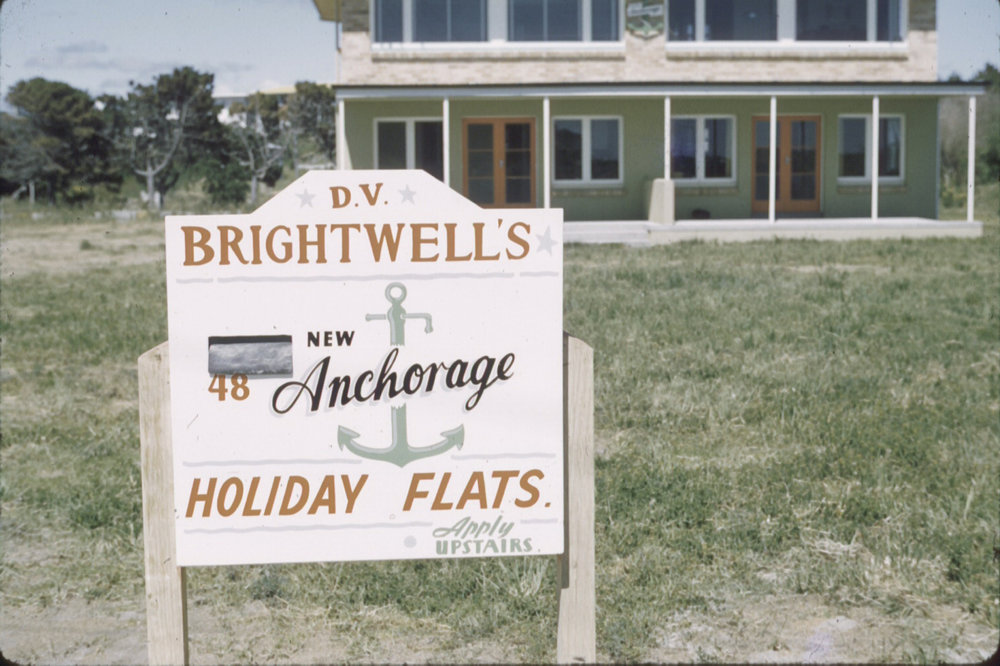 D.V.
BRIGHTWELL'S
NEW
48 Anchorage
HOLIDAY FLATS.
Apply
UPSTAIRS